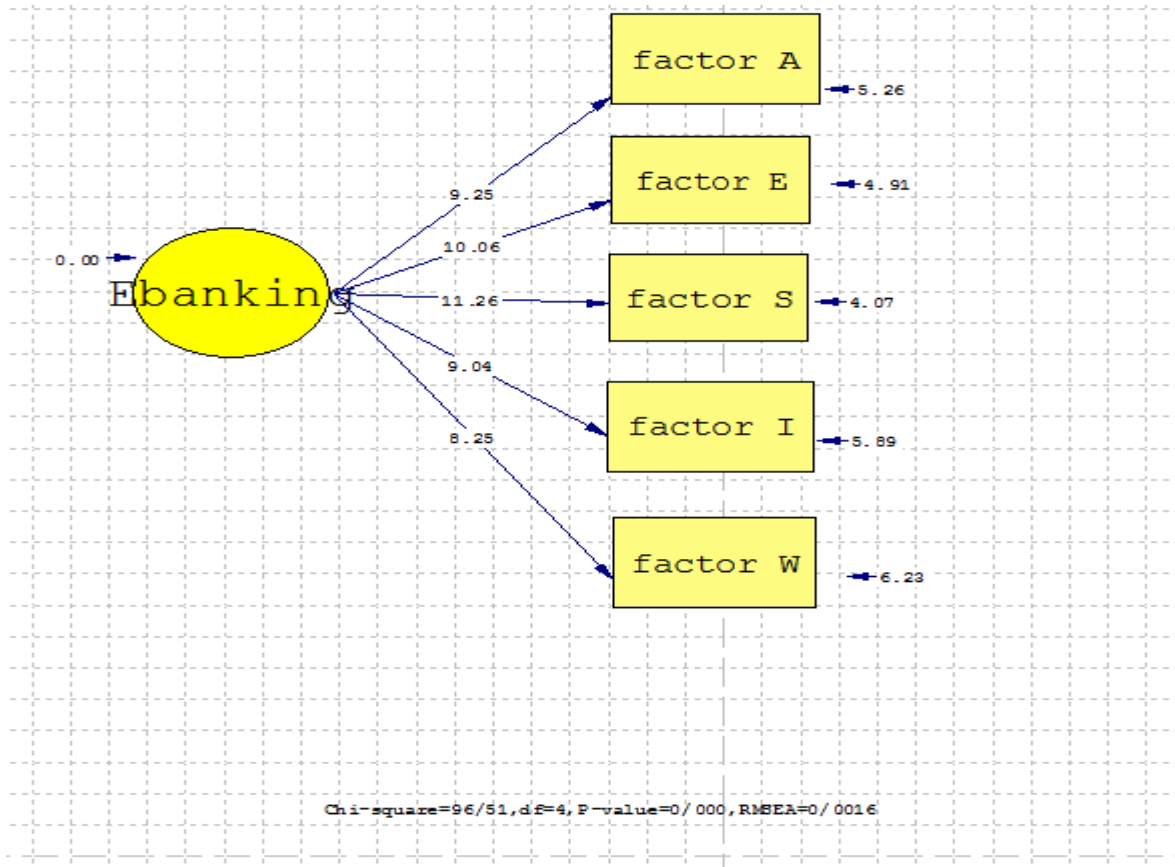 factor A
5.26
factor E
4.91
9.25
10.06
0.00
Ebanking
11.26
factor S
4.07
9.04
factor I
5.89
8.25
factor W
6.23
Chi-square=96/51,df=4,P-value=0/000,RMSEA=0/0016